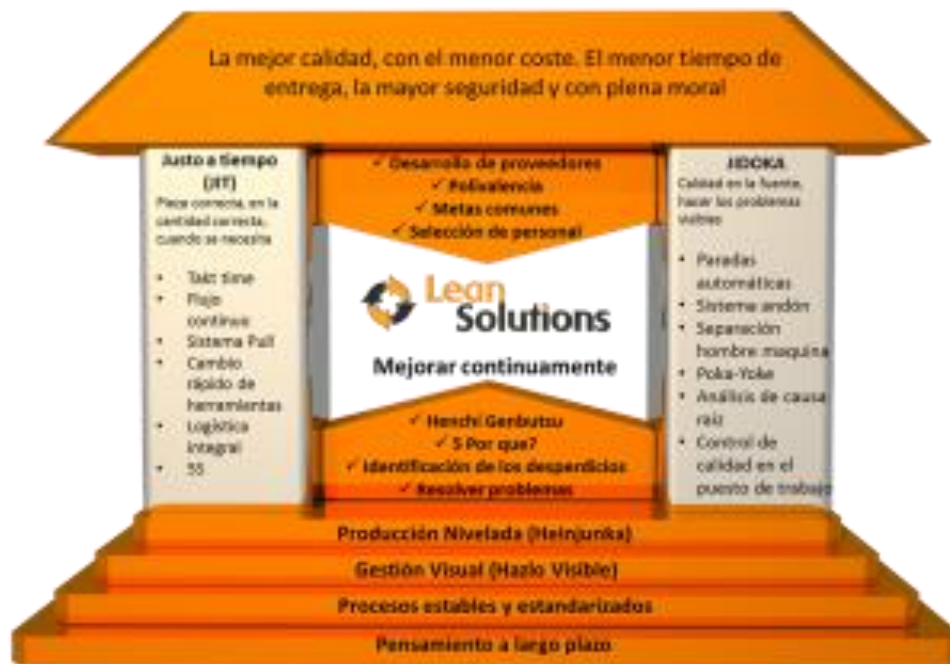 La mejor calidad, con el menor coste. El menor tiempo de
entrega, la mayor seguridad y con plena moral
Justo a tiempo
(JIT)
Pieza correcta, en la
cantidad correcta,
cuando se necesita
• Takt time
• Flujo
continuo
• Sistema Pull
• Cambio
rápido de
herramientas
• Logística
integral
• 5S
✓ Desarrollo de proveedores
✓ Polivalencia
✓ Metas comunes
✓ Selección de personal
Lean
Solutions
Mejorar continuamente
✓ Henchi Genbutsu
✓ 5 Por que?
✓ Identificación de los desperdicios
✓ Resolver problemas
JIDOKA
Calidad en la fuente,
hacer los problemas
visibles
• Paradas
automáticas
• Sistema andón
• Separación
hombre maquina
• Poka-Yoke
• Análisis de causa
raíz
• Control de
calidad en el
puesto de trabajo
Producción Nivelada (Heinjunka)
Gestión Visual (Hazlo Visible)
Procesos estables y estandarizados
Pensamiento a largo plazo